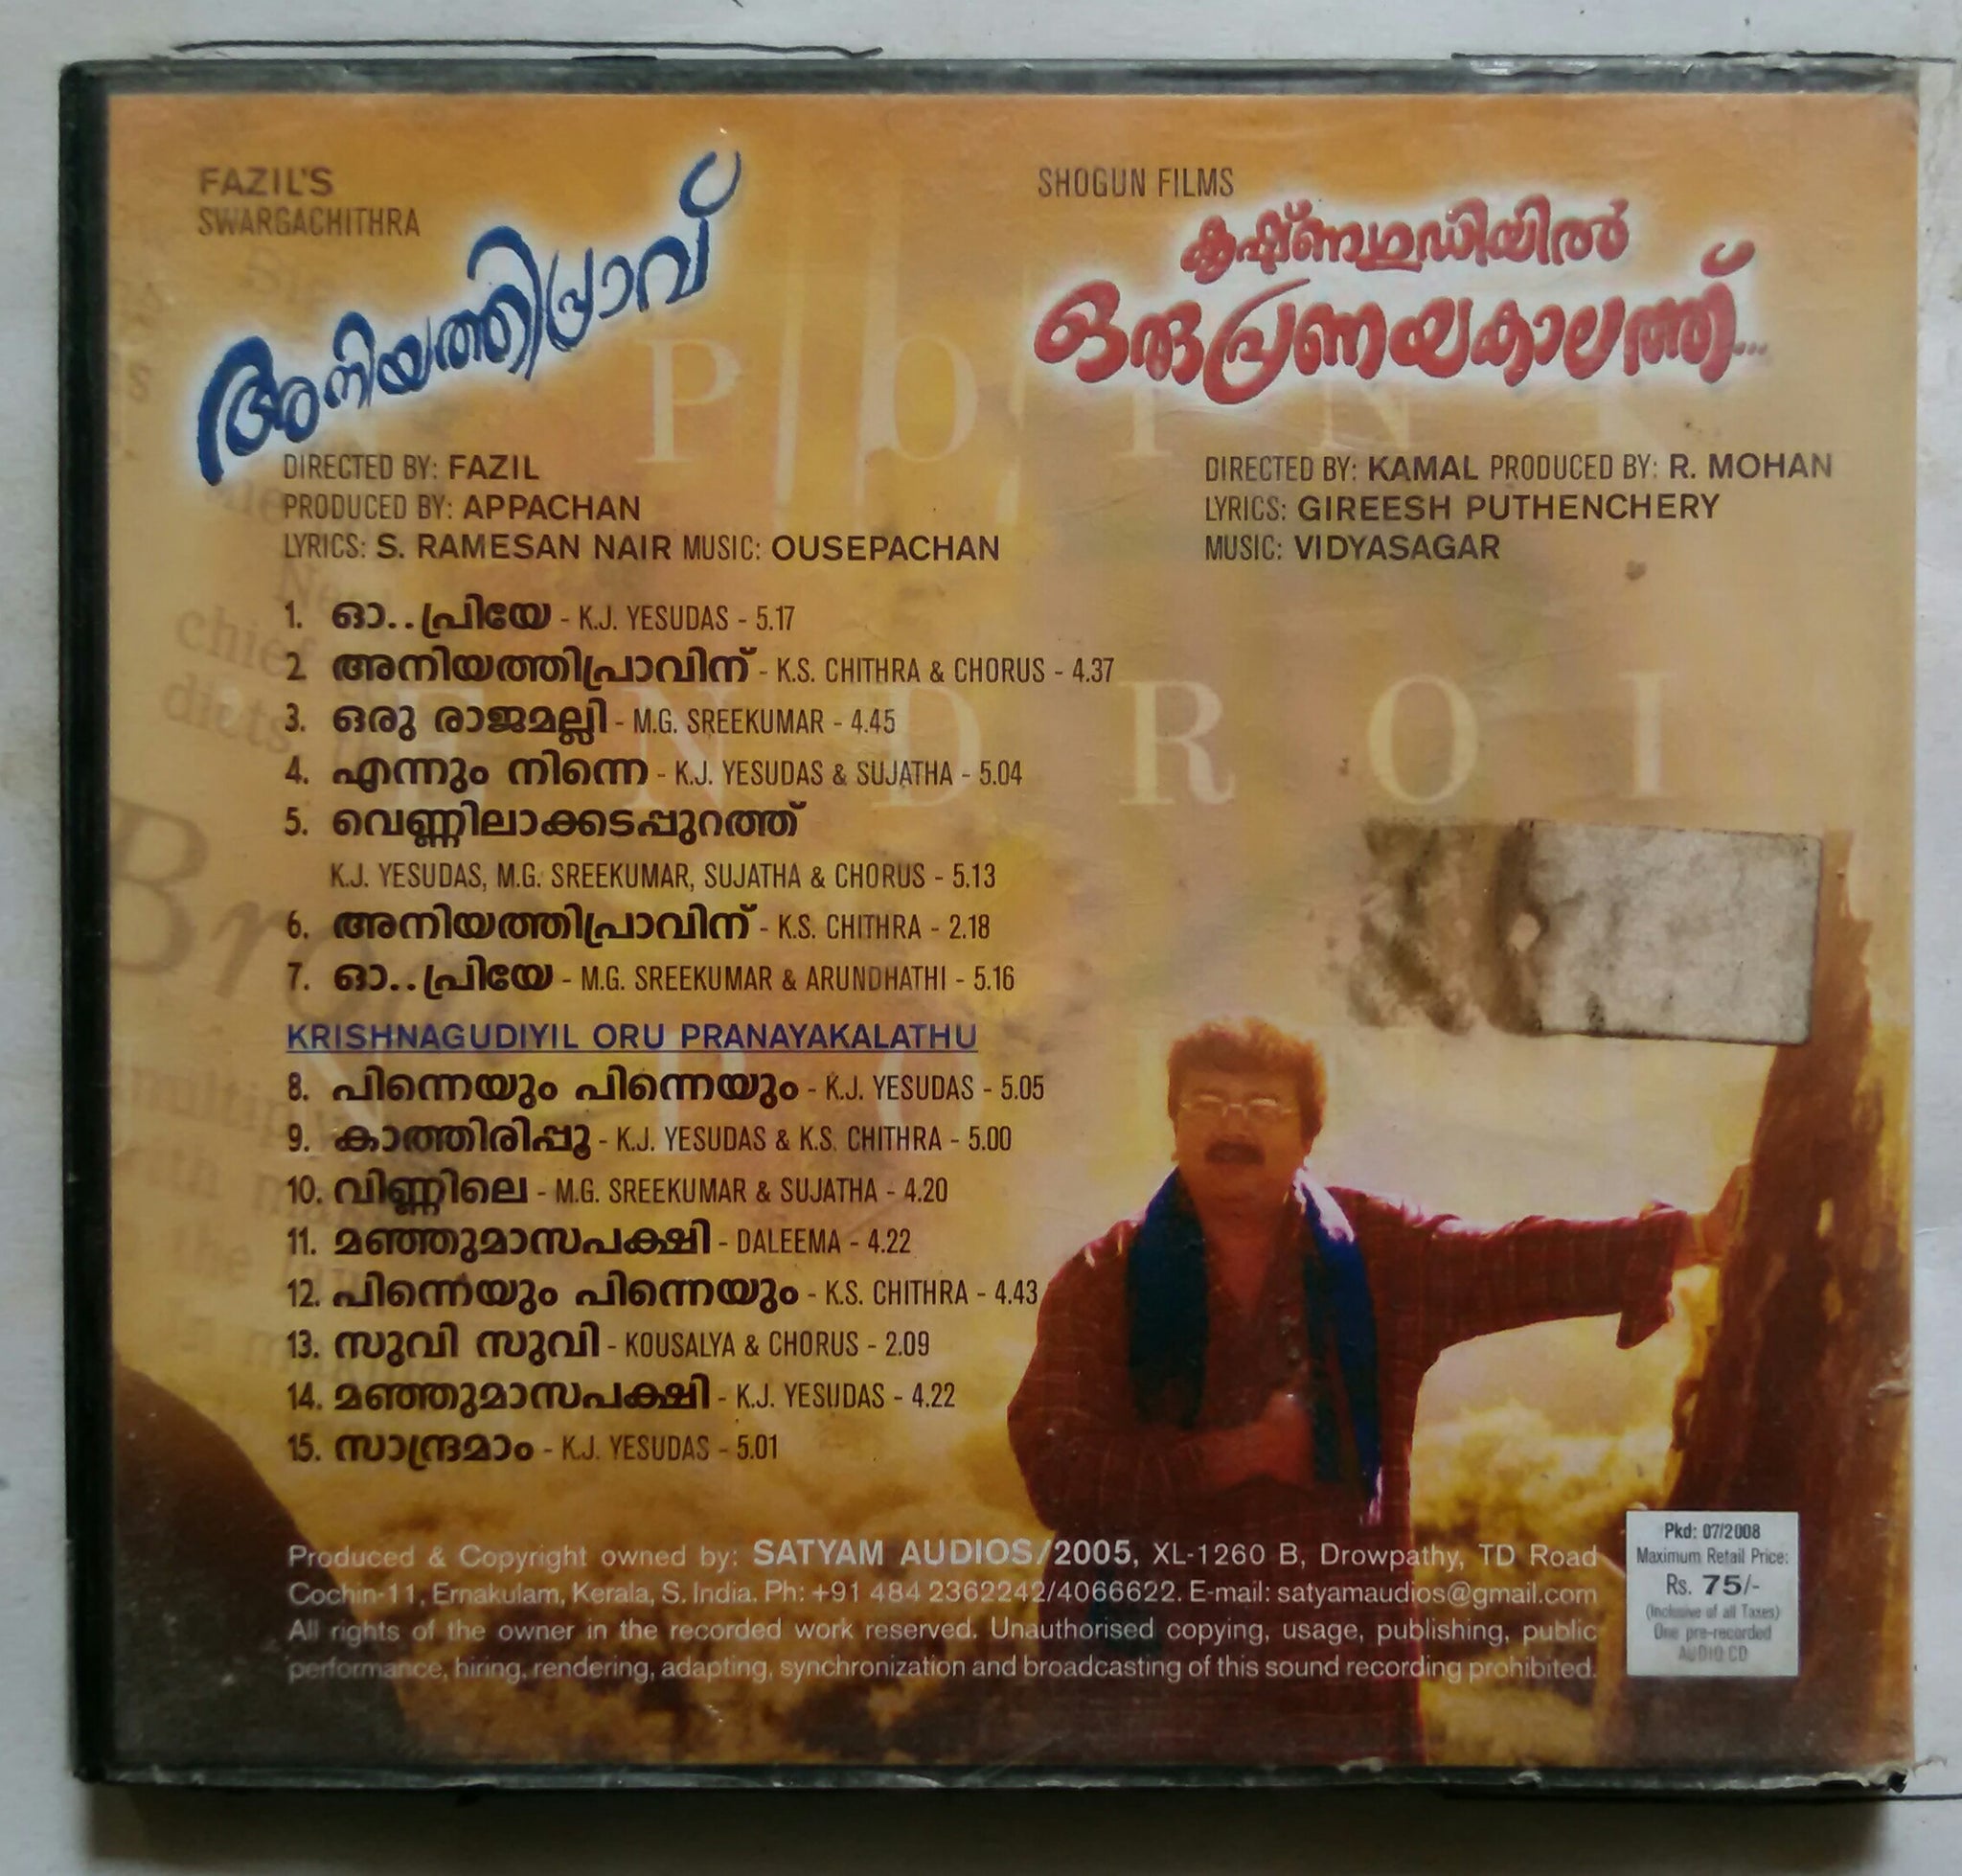 FAZIL'S
SWARGACHITHRA
അനിയത്തിപ്രാവ്
DIRECTED BY: FAZIL
PRODUCED BY: APPACHAN
LYRICS: S. RAMESAN NAIR MUSIC: OUSEPACHAN
SHOGUN FILMS
കൃഷ്ണഗുഡിയിൽ
ഒരു പ്രണയകാലത്ത്...
DIRECTED BY: KAMAL PRODUCED BY: R. MOHAN
LYRICS: GIREESH PUTHENCHERY
MUSIC: VIDYASAGAR
1. ഓ..പ്രിയേ - K.J. YESUDAS - 5.17
2 അനിയത്തിപ്രാവിന് - K.S. CHITHRA & CHORUS - 4.37
3. ഒരു രാജമല്ലി - M.G. SREEKUMAR - 4.45
4. എന്നും നിന്നെ - K.J. YESUDAS & SUJATHA - 5.04
5. വെണ്ണിലാക്കടപ്പുറത്ത്
K.J. YESUDAS, M.G. SREEKUMAR, SUJATHA & CHORUS - 5.13
6. അനിയത്തിപ്രാവിന് - K.S. CHITHRA - 2.18
7. ഓ..പ്രിയേ - M.G. SREEKUMAR & ARUNDHATHI - 5.16
KRISHNAGUDIYIL ORU PRANAYAKALATHU
8. പിന്നെയും പിന്നെയും - K.J. YESUDAS - 5.05
9. കാത്തിരിപ്പൂ - K.J. YESUDAS & K.S. CHITHRA - 5.00
10. വിണ്ണിലെ - M.G. SREEKUMAR & SUJATHA - 4.20
11. മഞ്ഞുമാസപക്ഷി - DALEEMA - 4.22
12. പിന്നെയും പിന്നെയും - K.S. CHITHRA - 4.43
13. സുവി സുവി - KOUSALYA & CHORUS - 2.09
14. മഞ്ഞുമാസപക്ഷി - K.J. YESUDAS - 4.22
15. സാന്ദ്രമാം - K.J. YESUDAS - 5.01
Produced & Copyright owned by: SATYAM AUDIOS/2005, XL-1260 B, Drowpathy, TD Road
Cochin-11, Ernakulam, Kerala, S. India. Ph: +91 484 2362242/4066622. E-mail: satyamaudios@gmail.com
All rights of the owner in the recorded work reserved. Unauthorised copying, usage, publishing, public
performance, hiring, rendering, adapting, synchronization and broadcasting of this sound recording prohibited.
Pkd: 07/2008
Maximum Retail Price:
Rs. 75/-
(Inclusive of all Taxes)
One pre-recorded
AUDIO CD